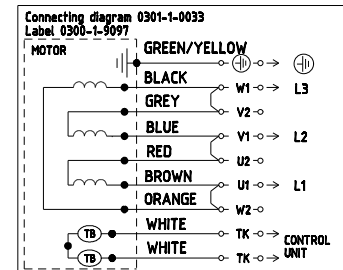 Connecting diagram 0301-1-0033
Label 0300-1-9097
MOTOR
GREEN/YELLOW
BLACK W1 L3
GREY V2
BLUE V1 L2
RED U2
BROWN U1 L1
ORANGE W2
TB WHITE TK
CONTROL
UNIT
TB WHITE TK